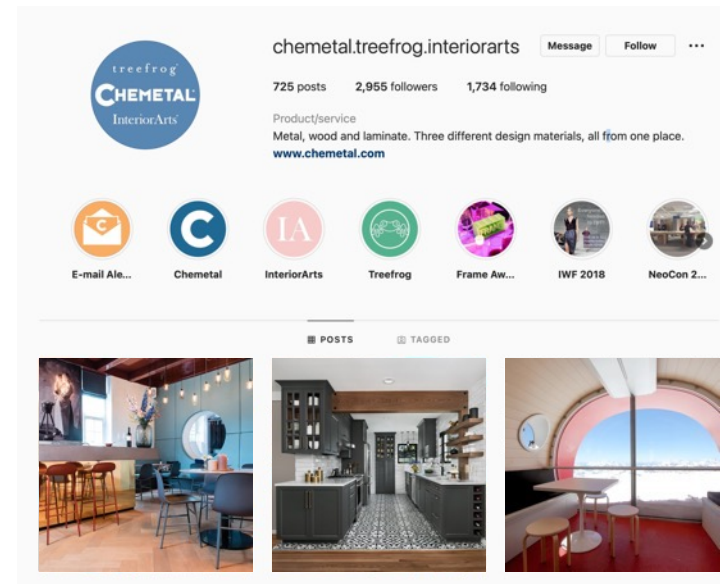 treefrog
CHEMETAL
InteriorArts
chemetal.treefrog.interiorarts Message Follow
725 posts 2,955 followers 1,734 following
Product/service
Metal, wood and laminate. Three different design materials, all from one place.
www.chemetal.com
C
C
IA
E-mail Ale... Chemetal InteriorArts Treefrog Frame Aw... IWF 2018 NeoCon 2...
POSTS TAGGED